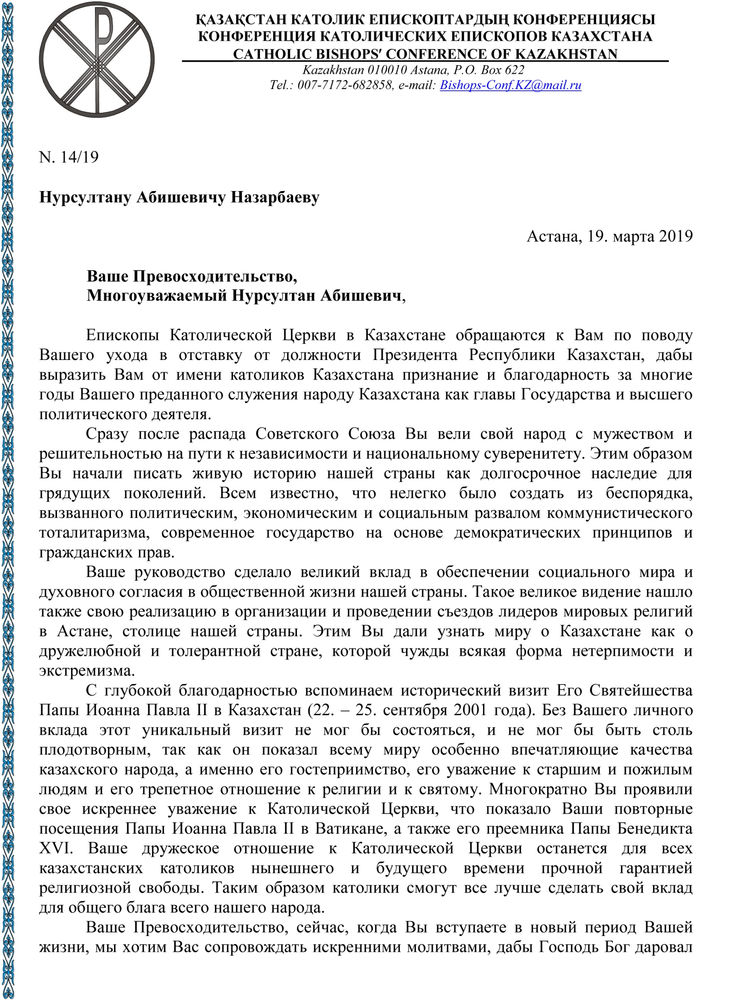 ҚАЗАҚСТАН КАТОЛИК ЕПИСКОПТАРДЫҢ КОНФЕРЕНЦИЯСЫ
КОНФЕРЕНЦИЯ КАТОЛИЧЕСКИХ ЕПИСКОПОВ КАЗАХСТАНА
CATHOLIC BISHOPS' CONFERENCE OF KAZAKHSTAN
Kazakhstan 010010 Astana, P.O. Box 622
Tel.: 007-7172-682858, e-mail: Bishops-Conf.KZ@mail.ru
N. 14/19
Нурсултану Абишевичу Назарбаеву
Астана, 19. марта 2019
Ваше Превосходительство,
Многоуважаемый Нурсултан Абишевич,
Епископы Католической Церкви в Казахстане обращаются к Вам по поводу
Вашего ухода в отставку от должности Президента Республики Казахстан, дабы
выразить Вам от имени католиков Казахстана признание и благодарность за многие
годы Вашего преданного служения народу Казахстана как главы Государства и высшего
политического деятеля.
Сразу после распада Советского Союза Вы вели свой народ с мужеством и
решительностью на пути к независимости и национальному суверенитету. Этим образом
Вы начали писать живую историю нашей страны как долгосрочное наследие для
грядущих поколений. Всем известно, что нелегко было создать из беспорядка,
вызванного политическим, экономическим и социальным развалом коммунистического
тоталитаризма, современное государство на основе демократических принципов и
гражданских прав.
Ваше руководство сделало великий вклад в обеспечении социального мира и
духовного согласия в общественной жизни нашей страны. Такое великое видение нашло
также свою реализацию в организации и проведении съездов лидеров мировых религий
в Астане, столице нашей страны. Этим Вы дали узнать миру о Казахстане как о
дружелюбной и толерантной стране, которой чужды всякая форма нетерпимости и
экстремизма.
С глубокой благодарностью вспоминаем исторический визит Его Святейшества
Папы Иоанна Павла II в Казахстан (22. – 25. сентября 2001 года). Без Вашего личного
вклада этот уникальный визит не мог бы состояться, и не мог бы быть столь
плодотворным, так как он показал всему миру особенно впечатляющие качества
казахского народа, а именно его гостеприимство, его уважение к старшим и пожилым
людям и его трепетное отношение к религии и к святому. Многократно Вы проявили
свое искреннее уважение к Католической Церкви, что показало Ваши повторные
посещения Папы Иоанна Павла II в Ватикане, а также его преемника Папы Бенедикта
XVI. Ваше дружеское отношение к Католической Церкви останется для всех
казахстанских католиков нынешнего и будущего времени прочной гарантией
религиозной свободы. Таким образом католики смогут все лучше сделать свой вклад
для общего блага всего нашего народа.
Ваше Превосходительство, сейчас, когда Вы вступаете в новый период Вашей
жизни, мы хотим Вас сопровождать искренними молитвами, дабы Господь Бог даровал